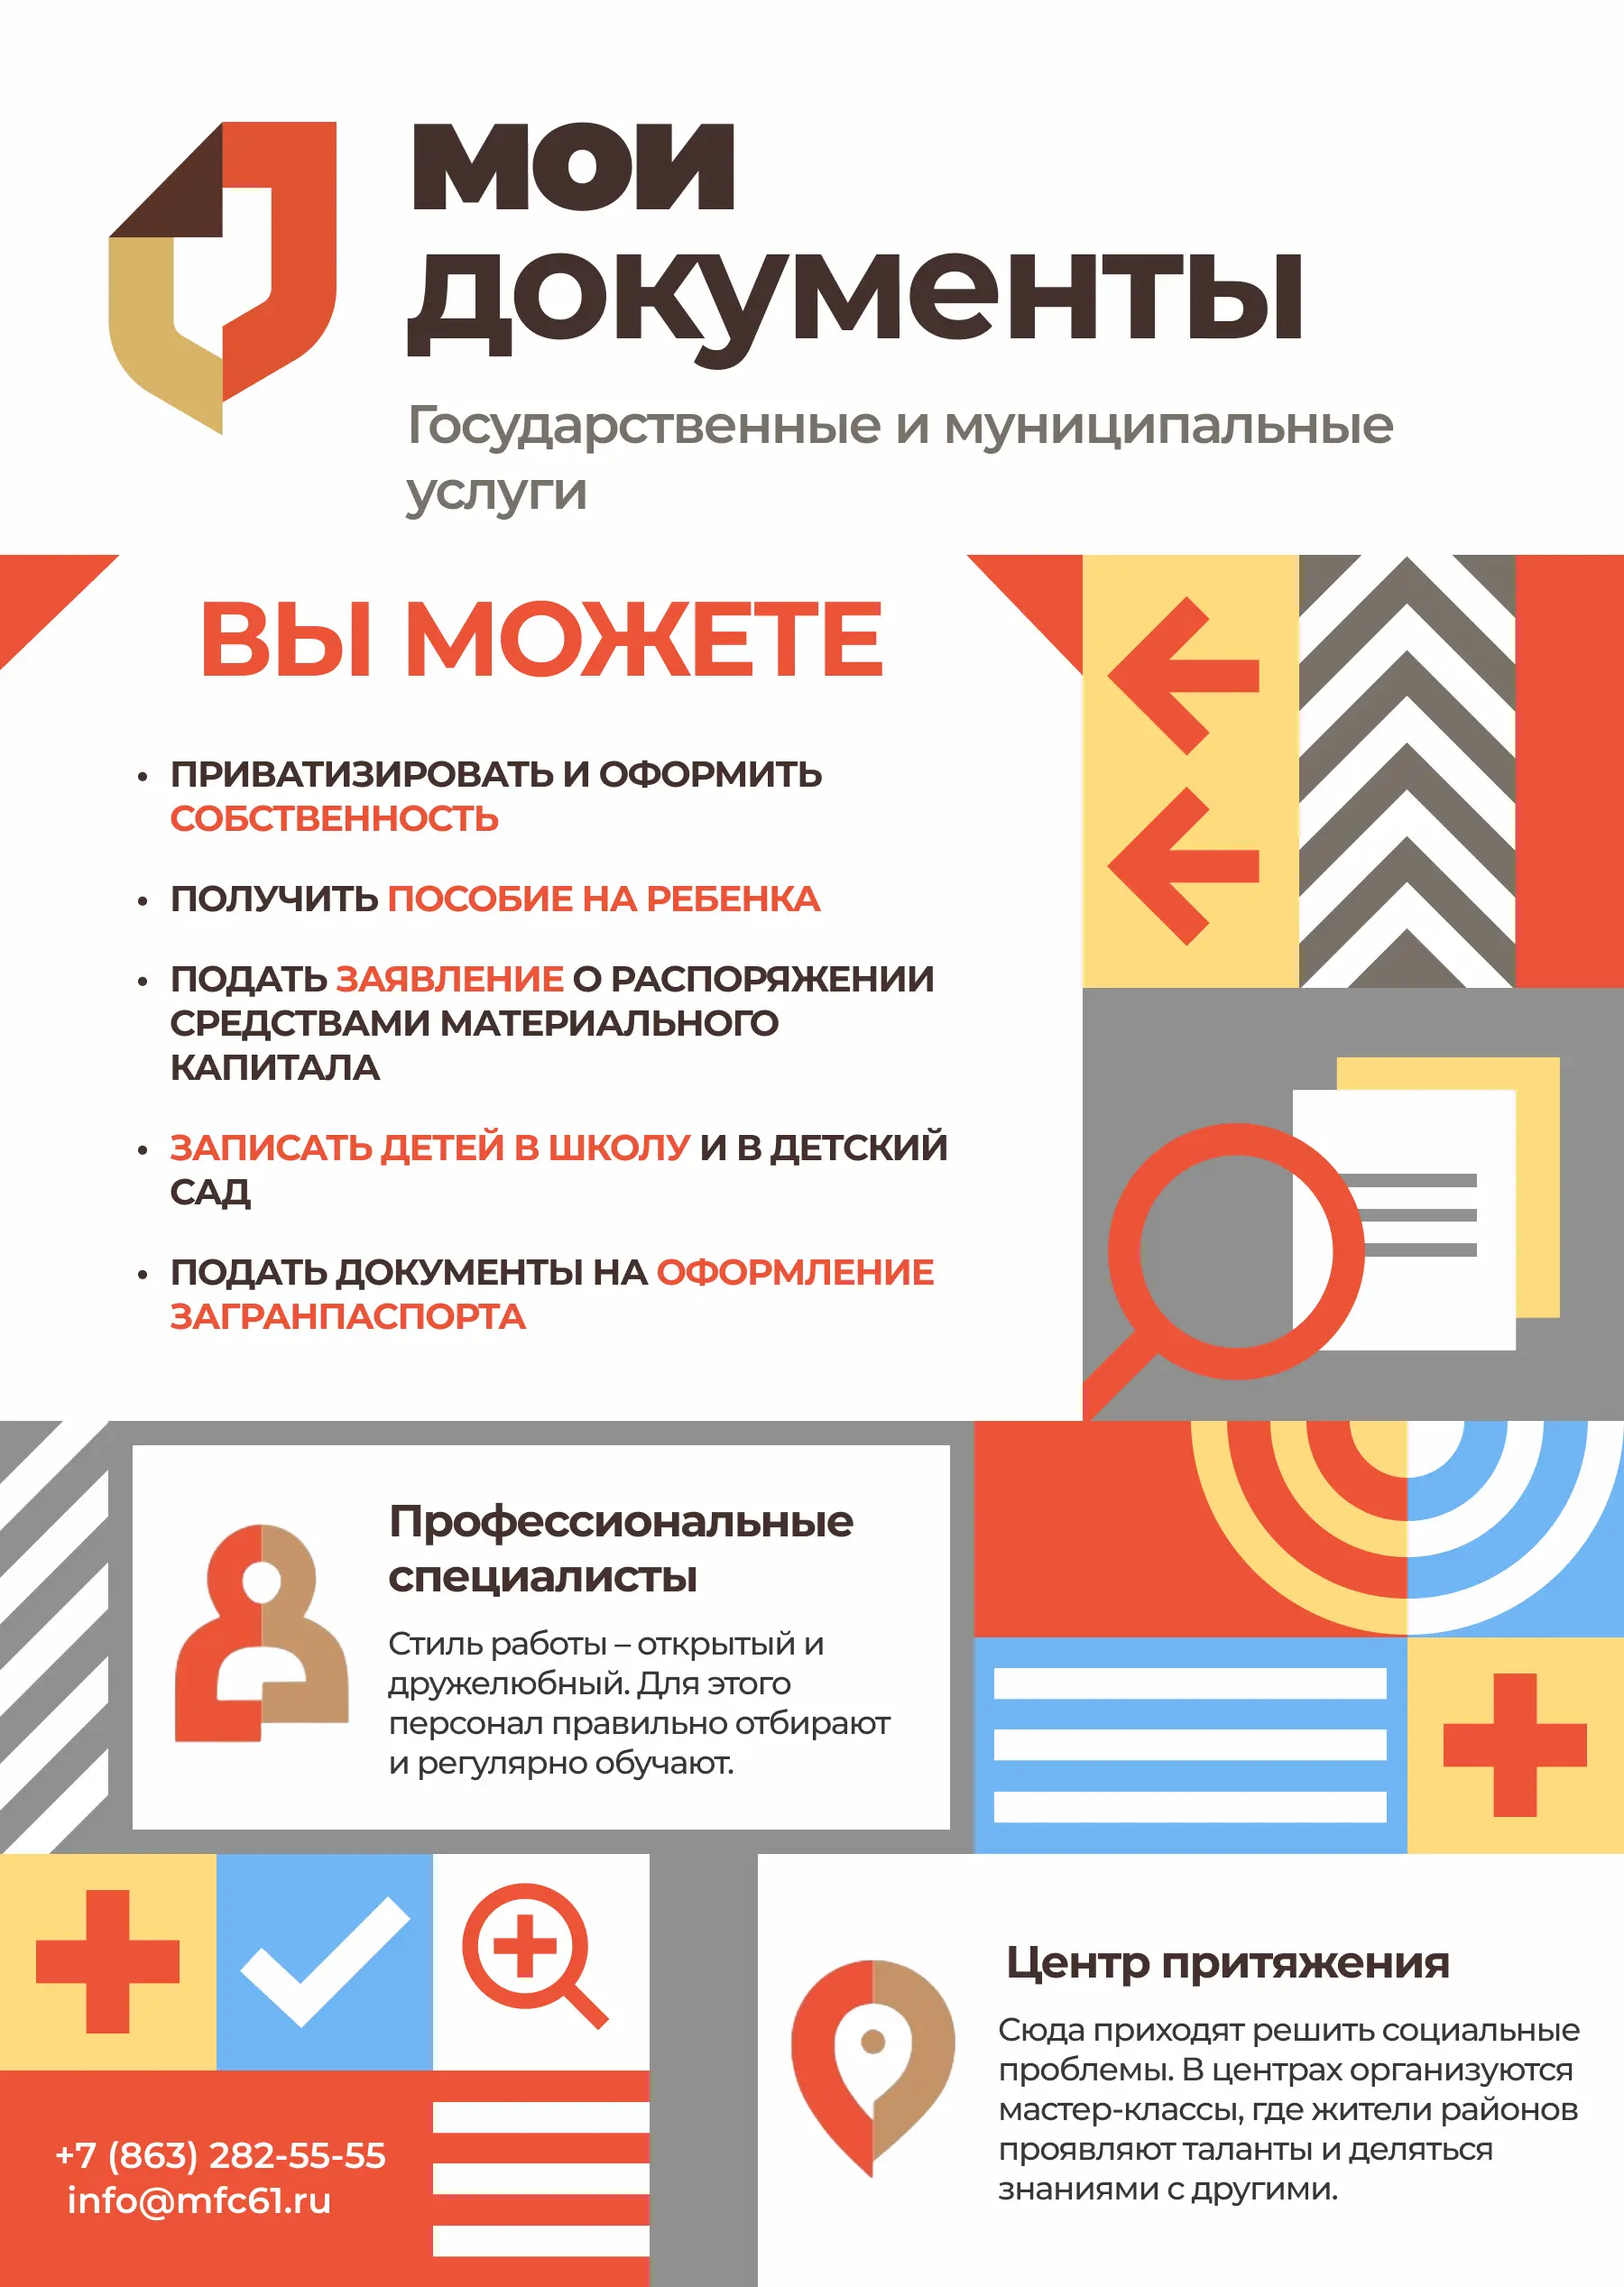 мои
документы
Государственные и муниципальные
услуги
ВЫ МОЖЕТЕ
• ПРИВАТИЗИРОВАТЬ И ОФОРМИТЬ
СОБСТВЕННОСТЬ
• ПОЛУЧИТЬ ПОСОБИЕ НА РЕБЕНКА
• ПОДАТЬ ЗАЯВЛЕНИЕ О РАСПОРЯЖЕНИИ
СРЕДСТВАМИ МАТЕРИАЛЬНОГО
КАПИТАЛА
• ЗАПИСАТЬ ДЕТЕЙ В ШКОЛУ И В ДЕТСКИЙ
САД
• ПОДАТЬ ДОКУМЕНТЫ НА ОФОРМЛЕНИЕ
ЗАГРАНПАСПОРТА
Профессиональные
специалисты
Стиль работы – открытый и
дружелюбный. Для этого
персонал правильно отбирают
и регулярно обучают.
Центр притяжения
Сюда приходят решить социальные
проблемы. В центрах организуются
мастер-классы, где жители районов
проявляют таланты и деляться
знаниями с другими.
+7 (863) 282-55-55
info@mfc61.ru